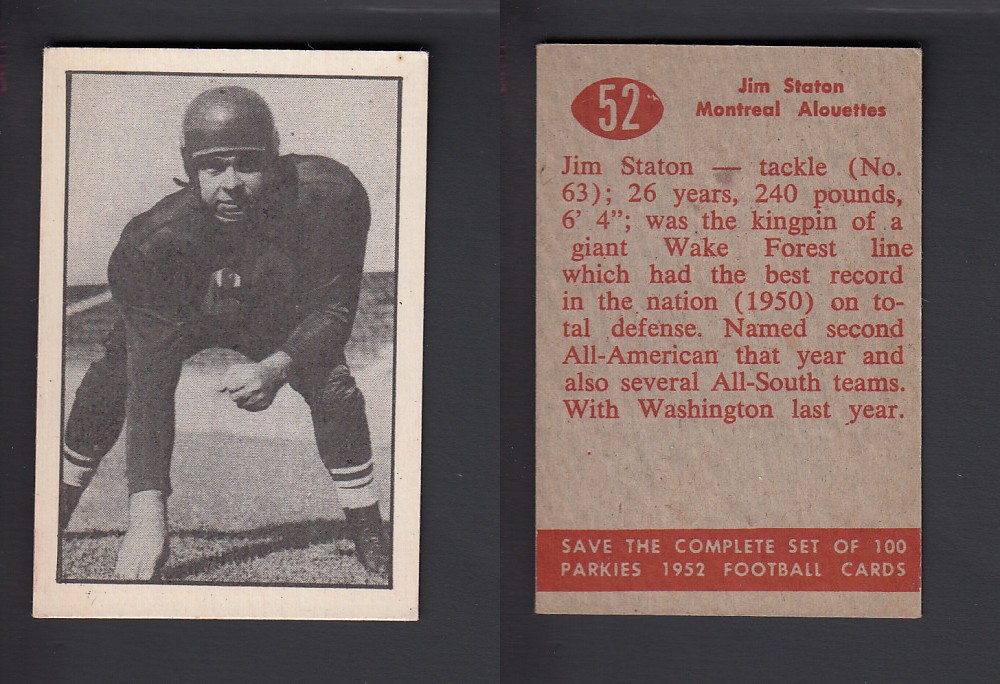 52
Jim Staton
Montreal Alouettes
Jim Staton — tackle (No.
63); 26 years, 240 pounds,
6’ 4”; was the kingpin of a
giant Wake Forest line
which had the best record
in the nation (1950) on to-
tal defense. Named second
All-American that year and
also several All-South teams.
With Washington last year.
SAVE THE COMPLETE SET OF 100
PARKIES 1952 FOOTBALL CARDS